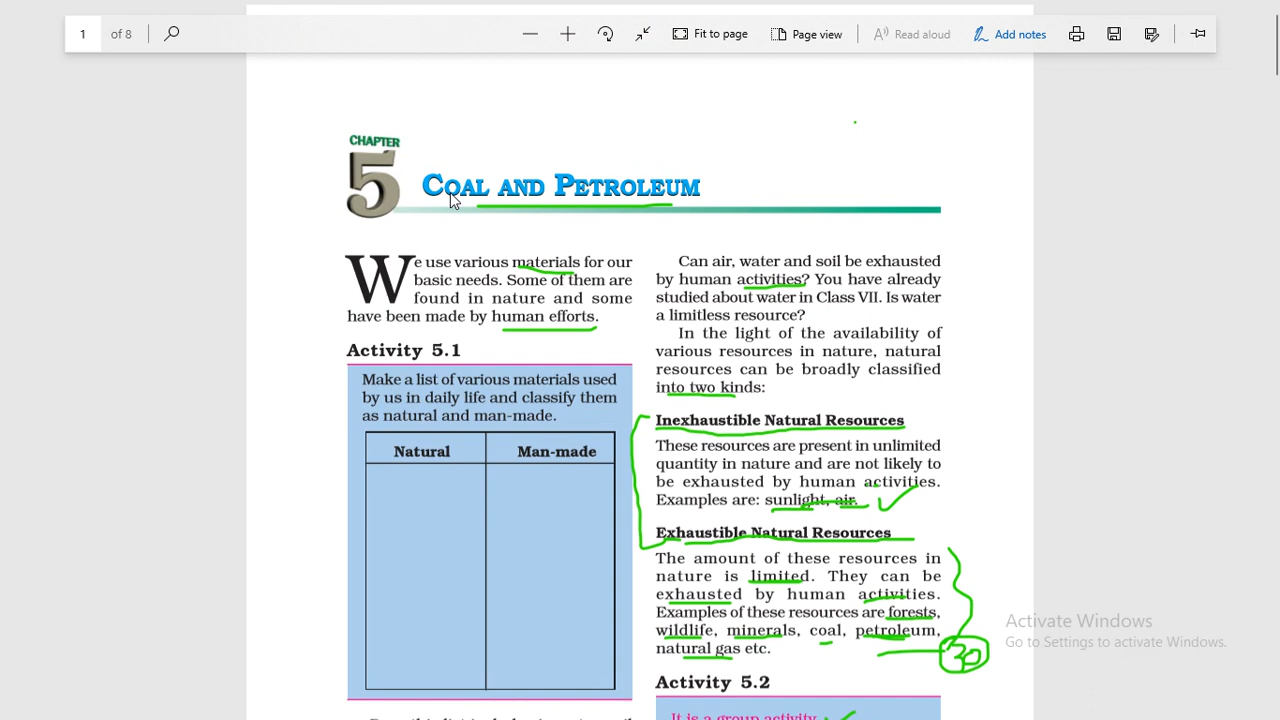 1 of 8 Fit to page Page view Read aloud Add notes
CHAPTER
5 COAL AND PETROLEUM
We use various materials for our
basic needs. Some of them are
found in nature and some
have been made by human efforts.
Activity 5.1
Make a list of various materials used
by us in daily life and classify them
as natural and man-made.
Natural Man-made
Can air, water and soil be exhausted
by human activities? You have already
studied about water in Class VII. Is water
a limitless resource?
In the light of the availability of
various resources in nature, natural
resources can be broadly classified
into two kinds:
Inexhaustible Natural Resources
These resources are present in unlimited
quantity in nature and are not likely to
be exhausted by human activities.
Examples are: sunlight, air.
Exhaustible Natural Resources
The amount of these resources in
nature is limited. They can be
exhausted by human activities.
Examples of these resources are forests,
wildlife, minerals, coal, petroleum,
natural gas etc.
30
Activity 5.2
It is a group activity
Activate Windows
Go to Settings to activate Windows.